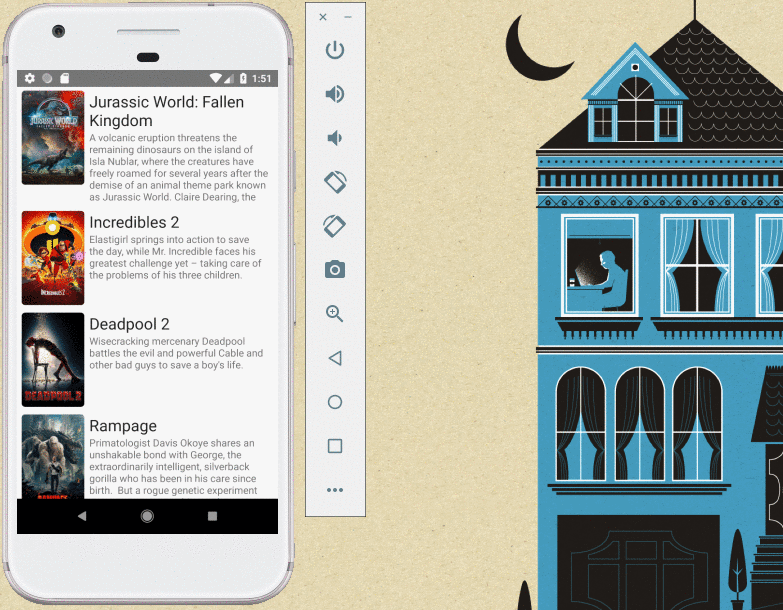 1:51
JURASSIC WORLD
Jurassic World: Fallen
Kingdom
A volcanic eruption threatens the
remaining dinosaurs on the island of
Isla Nublar, where the creatures have
freely roamed for several years after the
demise of an animal theme park known
as Jurassic World. Claire Dearing, the
INCREDIBLES 2
Incredibles 2
Elastigirl springs into action to save
the day, while Mr. Incredible faces his
greatest challenge yet – taking care of
the problems of his three children.
DEADPOOL 2
Deadpool 2
Wisecracking mercenary Deadpool
battles the evil and powerful Cable and
other bad guys to save a boy's life.
Rampage
Primatologist Davis Okoye shares an
unshakable bond with George, the
extraordinarily intelligent, silverback
gorilla who has been in his care since
birth. But a rogue genetic experiment